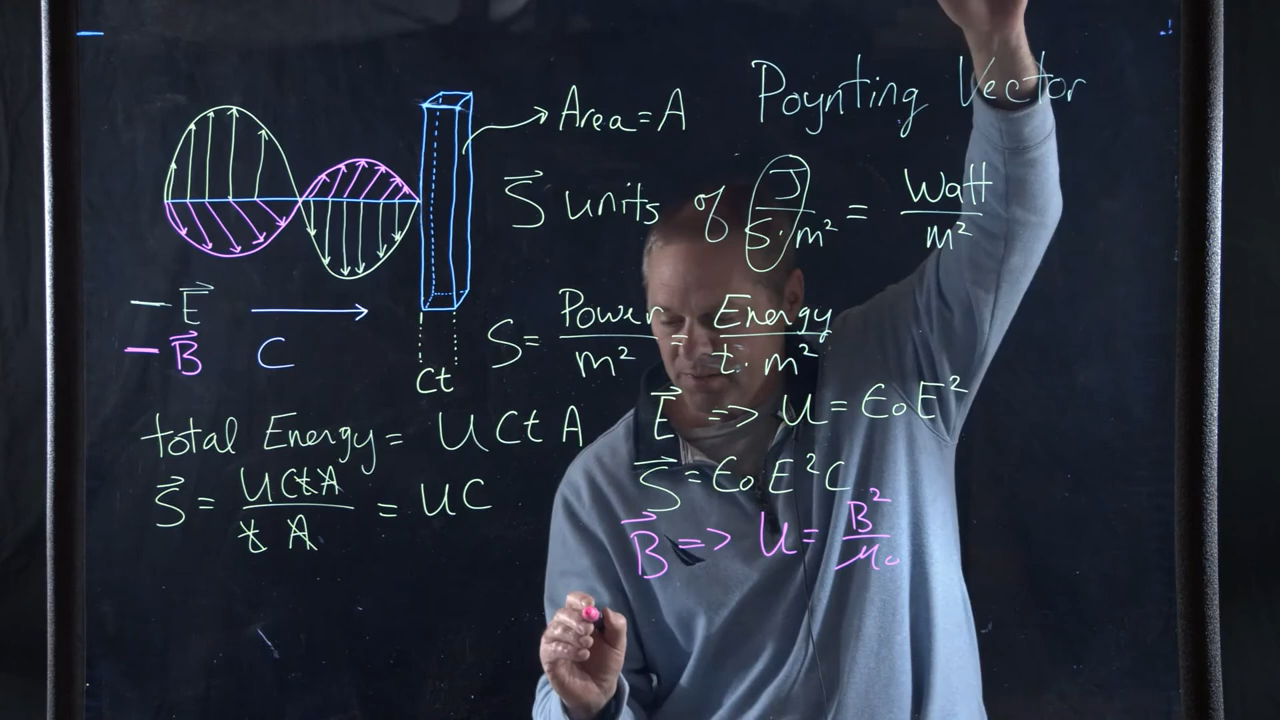 Poynting Vector
Area=A
S⃗ units of J/(S·m²) = Watt/m²
E⃗
B⃗
C
Ct
S= Power/m² = Energy/(t·m²)
total Energy= UCtA
S⃗ = UCtA/(tA) = UC
E⃗ => U=ϵ₀E²
S⃗=ϵ₀E²C
B⃗=> U=B²/μ₀